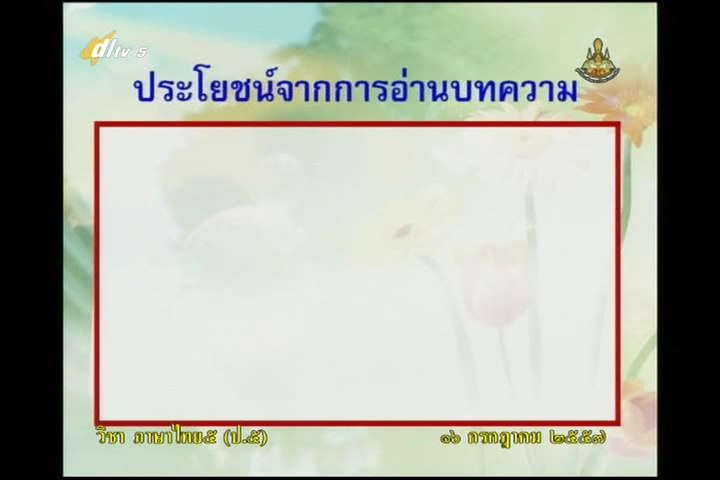 dltv 5
ประโยชน์จากการอ่านบทความ
วิชา ภาษาไทย๕ (ป.๕)
๑๖ กรกฎาคม ๒๕๕๗